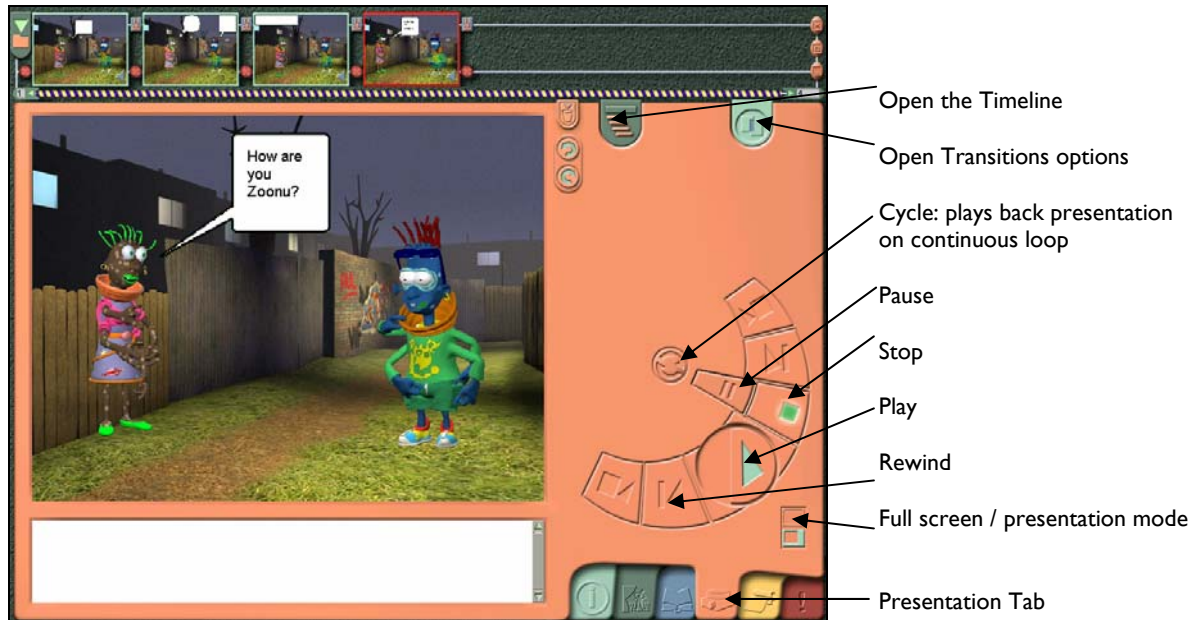 How are
you
Zoonu?
Open the Timeline
Open Transitions options
Cycle: plays back presentation
on continuous loop
Pause
Stop
Play
Rewind
Full screen / presentation mode
Presentation Tab